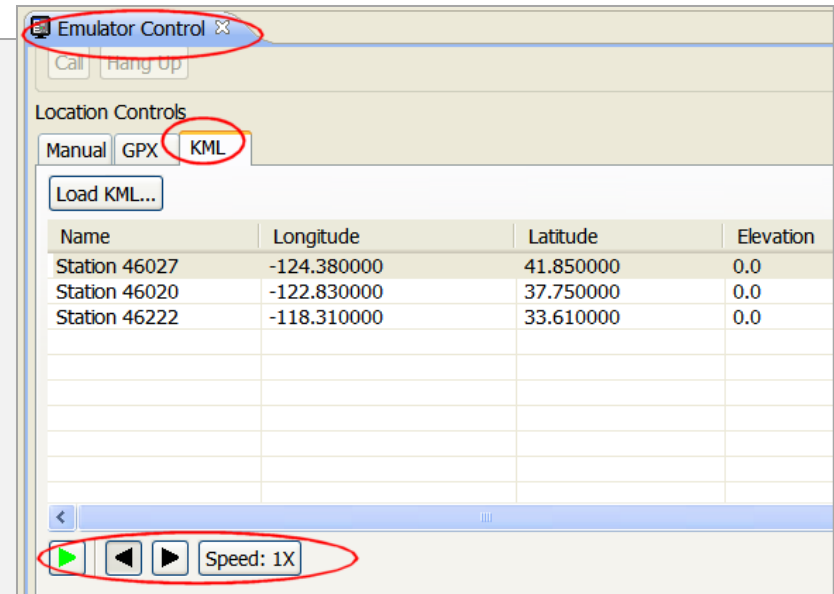 Emulator Control
Call Hang Up
Location Controls
Manual GPX KML
Load KML...
Name Longitude Latitude Elevation
Station 46027 -124.380000 41.850000 0.0
Station 46020 -122.830000 37.750000 0.0
Station 46222 -118.310000 33.610000 0.0
Speed: 1X